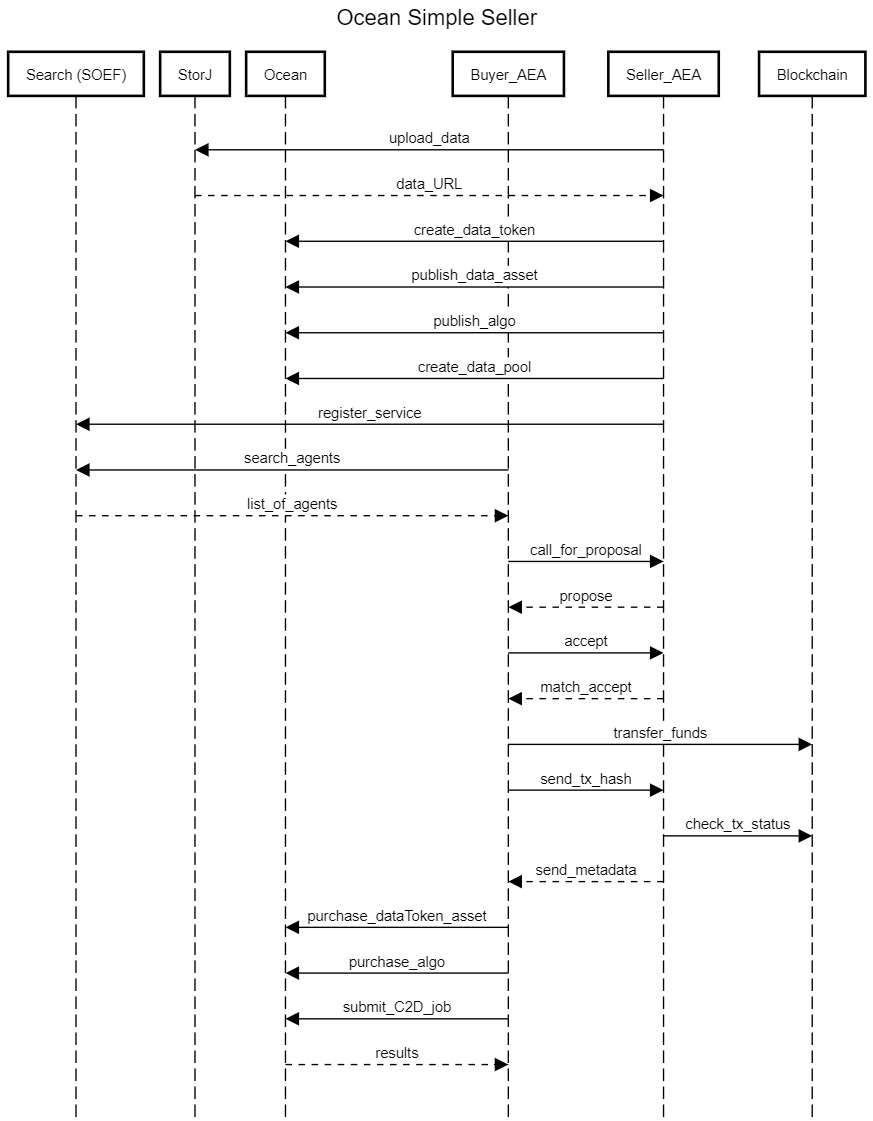 Ocean Simple Seller
Search (SOEF)
StorJ
Ocean
Buyer_AEA
Seller_AEA
Blockchain
upload_data
data_URL
create_data_token
publish_data_asset
publish_algo
create_data_pool
register_service
search_agents
list_of_agents
call_for_proposal
propose
accept
match_accept
transfer_funds
send_tx_hash
check_tx_status
send_metadata
purchase_dataToken_asset
purchase_algo
submit_C2D_job
results